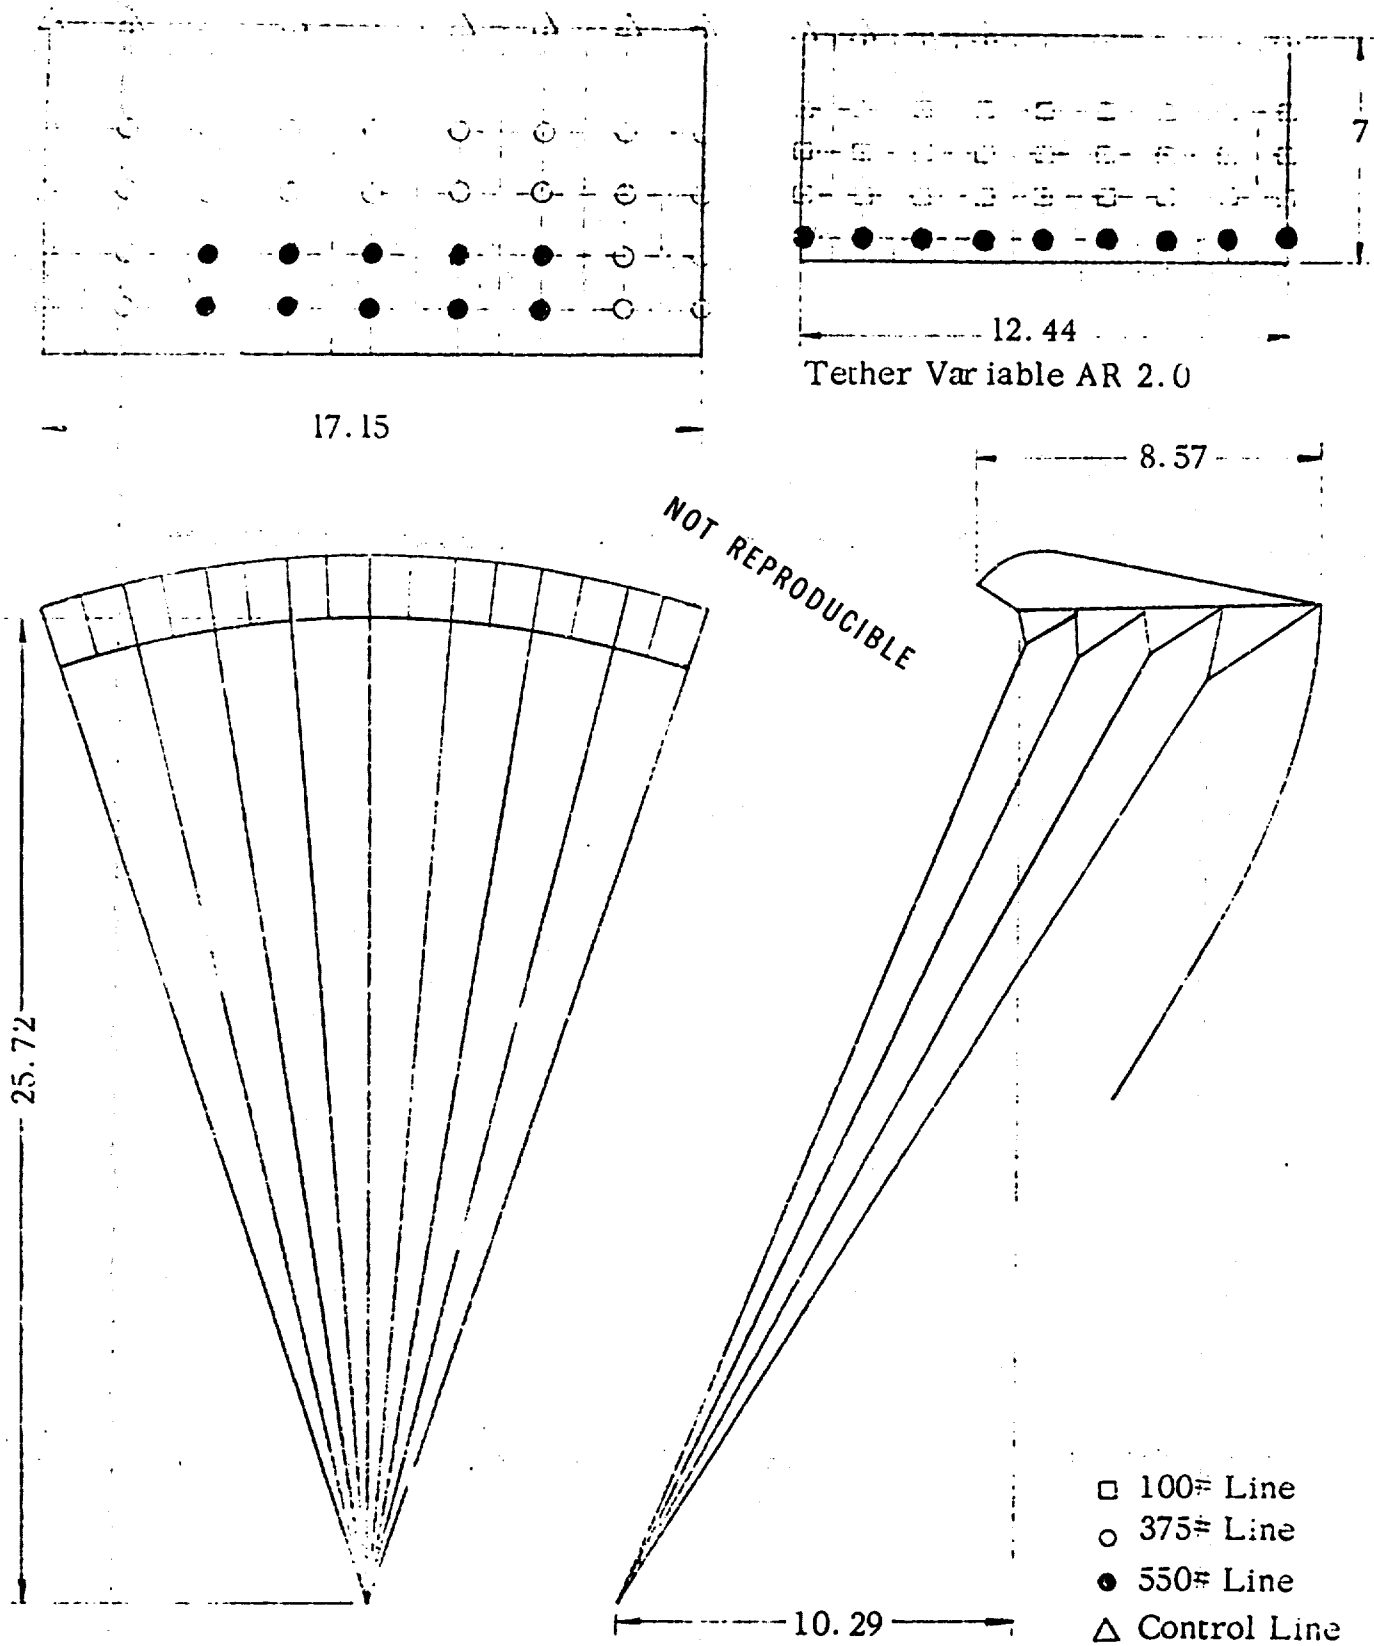 7
12.44
Tether Variable AR 2.0
17.15
8.57
NOT REPRODUCIBLE
25.72
10.29
100# Line
375# Line
550# Line
Control Line